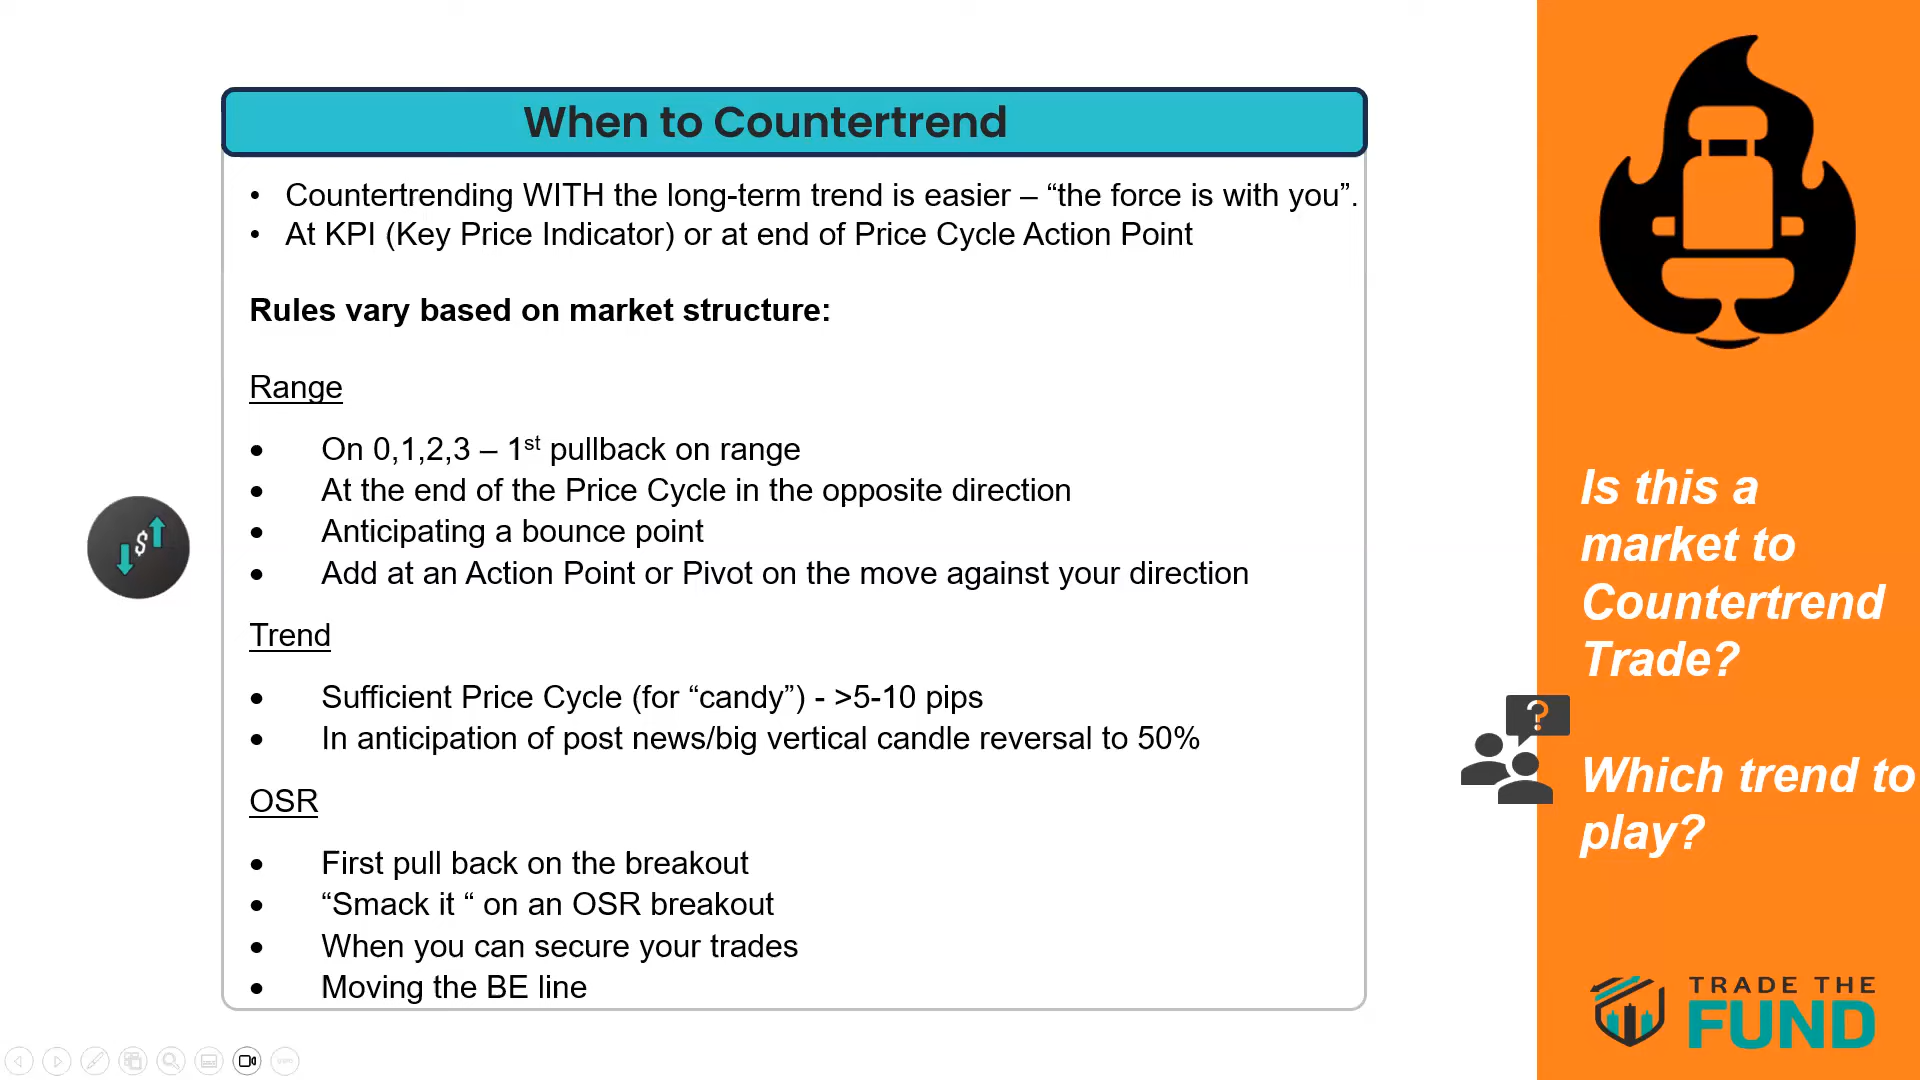 When to Countertrend
• Countertrending WITH the long-term trend is easier – “the force is with you”.
• At KPI (Key Price Indicator) or at end of Price Cycle Action Point
Rules vary based on market structure:
Range
• On 0,1,2,3 – 1st pullback on range
• At the end of the Price Cycle in the opposite direction
• Anticipating a bounce point
• Add at an Action Point or Pivot on the move against your direction
Trend
• Sufficient Price Cycle (for “candy”) - >5-10 pips
• In anticipation of post news/big vertical candle reversal to 50%
OSR
• First pull back on the breakout
• “Smack it “ on an OSR breakout
• When you can secure your trades
• Moving the BE line
$
?
Is this a
market to
Countertrend
Trade?
Which trend to
play?
TRADE THE
FUND